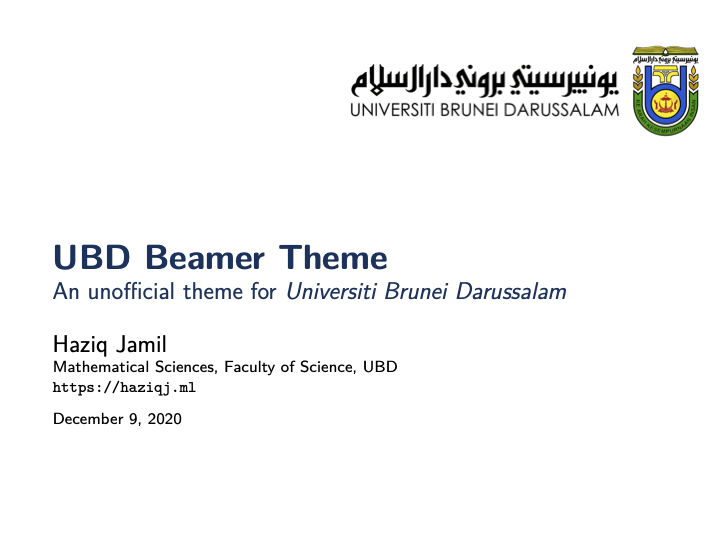 يونيبرسيتي بروني دارالسلام
UNIVERSITI BRUNEI DARUSSALAM
UBD Beamer Theme
An unofficial theme for Universiti Brunei Darussalam
Haziq Jamil
Mathematical Sciences, Faculty of Science, UBD
https://haziqj.ml
December 9, 2020